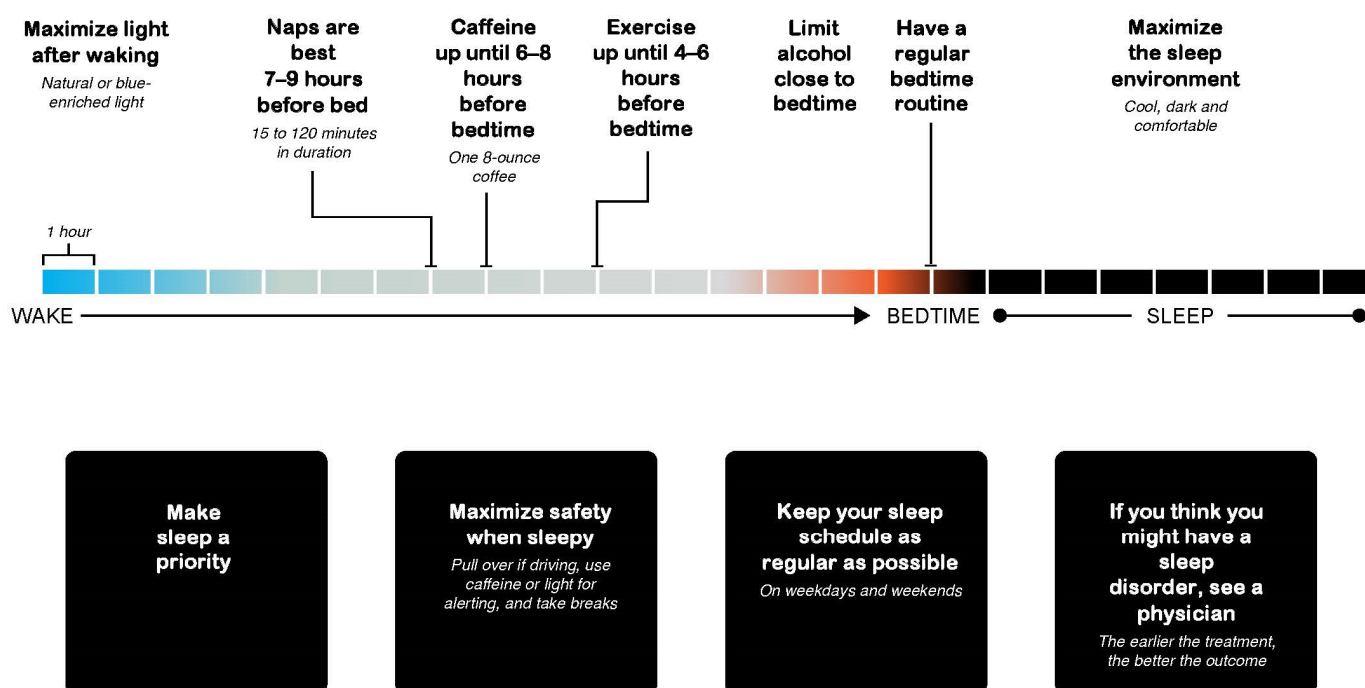 Maximize light
after waking
Natural or blue-
enriched light
Naps are
best
7–9 hours
before bed
15 to 120 minutes
in duration
Caffeine
up until 6–8
hours
before
bedtime
One 8-ounce
coffee
Exercise
up until 4–6
hours
before
bedtime
Limit
alcohol
close to
bedtime
Have a
regular
bedtime
routine
Maximize
the sleep
environment
Cool, dark and
comfortable
1 hour
WAKE
BEDTIME
SLEEP
Make
sleep a
priority
Maximize safety
when sleepy
Pull over if driving, use
caffeine or light for
alerting, and take breaks
Keep your sleep
schedule as
regular as possible
On weekdays and weekends
If you think you
might have a
sleep
disorder, see a
physician
The earlier the treatment,
the better the outcome